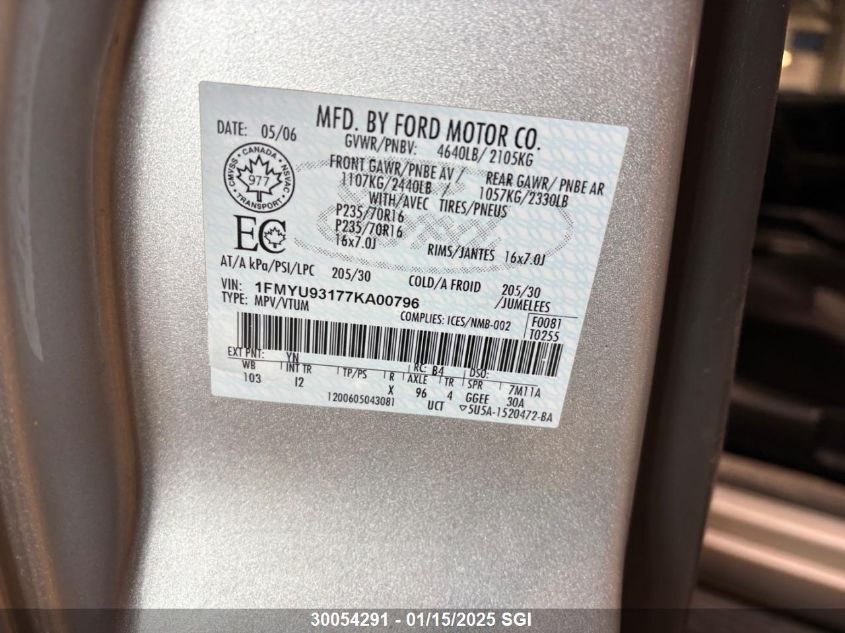 MFD. BY FORD MOTOR CO.
DATE: 05/06
GVWR/PNBV: 4640LB/ 2105KG
FRONT GAWR/PNBE AV / REAR GAWR/ PNBE AR
1107KG/2440LB 1057KG/2330LB
WITH/AVEC TIRES/PNEUS
CMVSS CANADA NSVAC
977
TRANSPORT
P235/70R16
P235/70R16
16x7.0J RIMS/JANTES 16x7.0J
EC
AT/A kPa/PSI/LPC 205/30 COLD/A FROID 205/30
VIN: 1FMYU93177KA00796 /JUMELEES
TYPE: MPV/VTUM
COMPLIES: ICES/NMB-002 F0081
T0255
EXT PNT: YN RC: B4 DSO:
WB INT TR TP/PS R AXLE TR SPR 7M11A
103 I2 X 96 4 GGEE 30A
1200605043081 UCT ▽5U5A-1520472-BA
30054291 - 01/15/2025 SGI